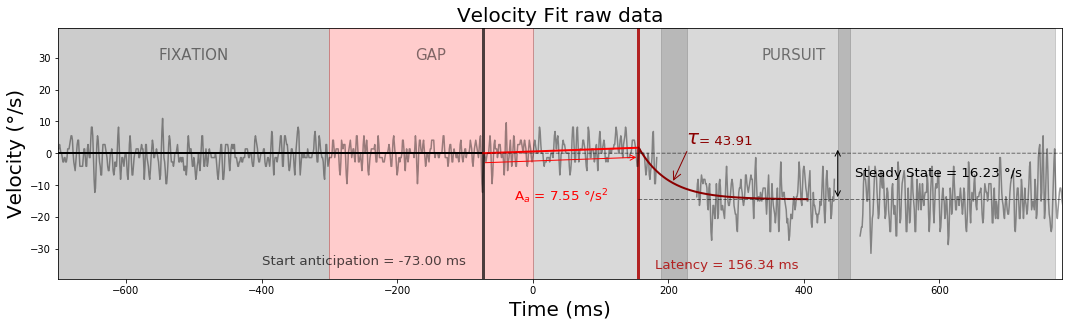 Velocity Fit raw data
FIXATION GAP PURSUIT
Velocity (°/s)
30
20
10
0
−10
−20
−30
τ = 43.91
Steady State = 16.23 °/s
Aa = 7.55 °/s²
Start anticipation = -73.00 ms
Latency = 156.34 ms
−600 −400 −200 0 200 400 600
Time (ms)